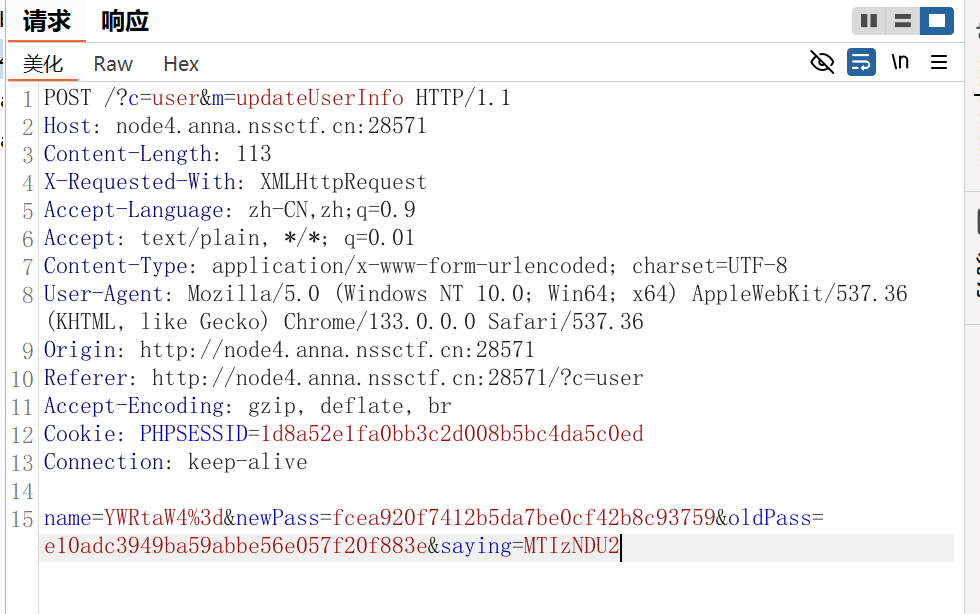 请求 响应
美化 Raw Hex \n
1 POST /?c=user&m=updateUserInfo HTTP/1.1
2 Host: node4.anna.nssctf.cn:28571
3 Content-Length: 113
4 X-Requested-With: XMLHttpRequest
5 Accept-Language: zh-CN,zh;q=0.9
6 Accept: text/plain, */*; q=0.01
7 Content-Type: application/x-www-form-urlencoded; charset=UTF-8
8 User-Agent: Mozilla/5.0 (Windows NT 10.0; Win64; x64) AppleWebKit/537.36
(KHTML, like Gecko) Chrome/133.0.0.0 Safari/537.36
9 Origin: http://node4.anna.nssctf.cn:28571
10 Referer: http://node4.anna.nssctf.cn:28571/?c=user
11 Accept-Encoding: gzip, deflate, br
12 Cookie: PHPSESSID=1d8a52e1fa0bb3c2d008b5bc4da5c0ed
13 Connection: keep-alive
14
15 name=YWRtaW4%3d&newPass=fcea920f7412b5da7be0cf42b8c93759&oldPass=
e10adc3949ba59abbe56e057f20f883e&saying=MTIzNDU2